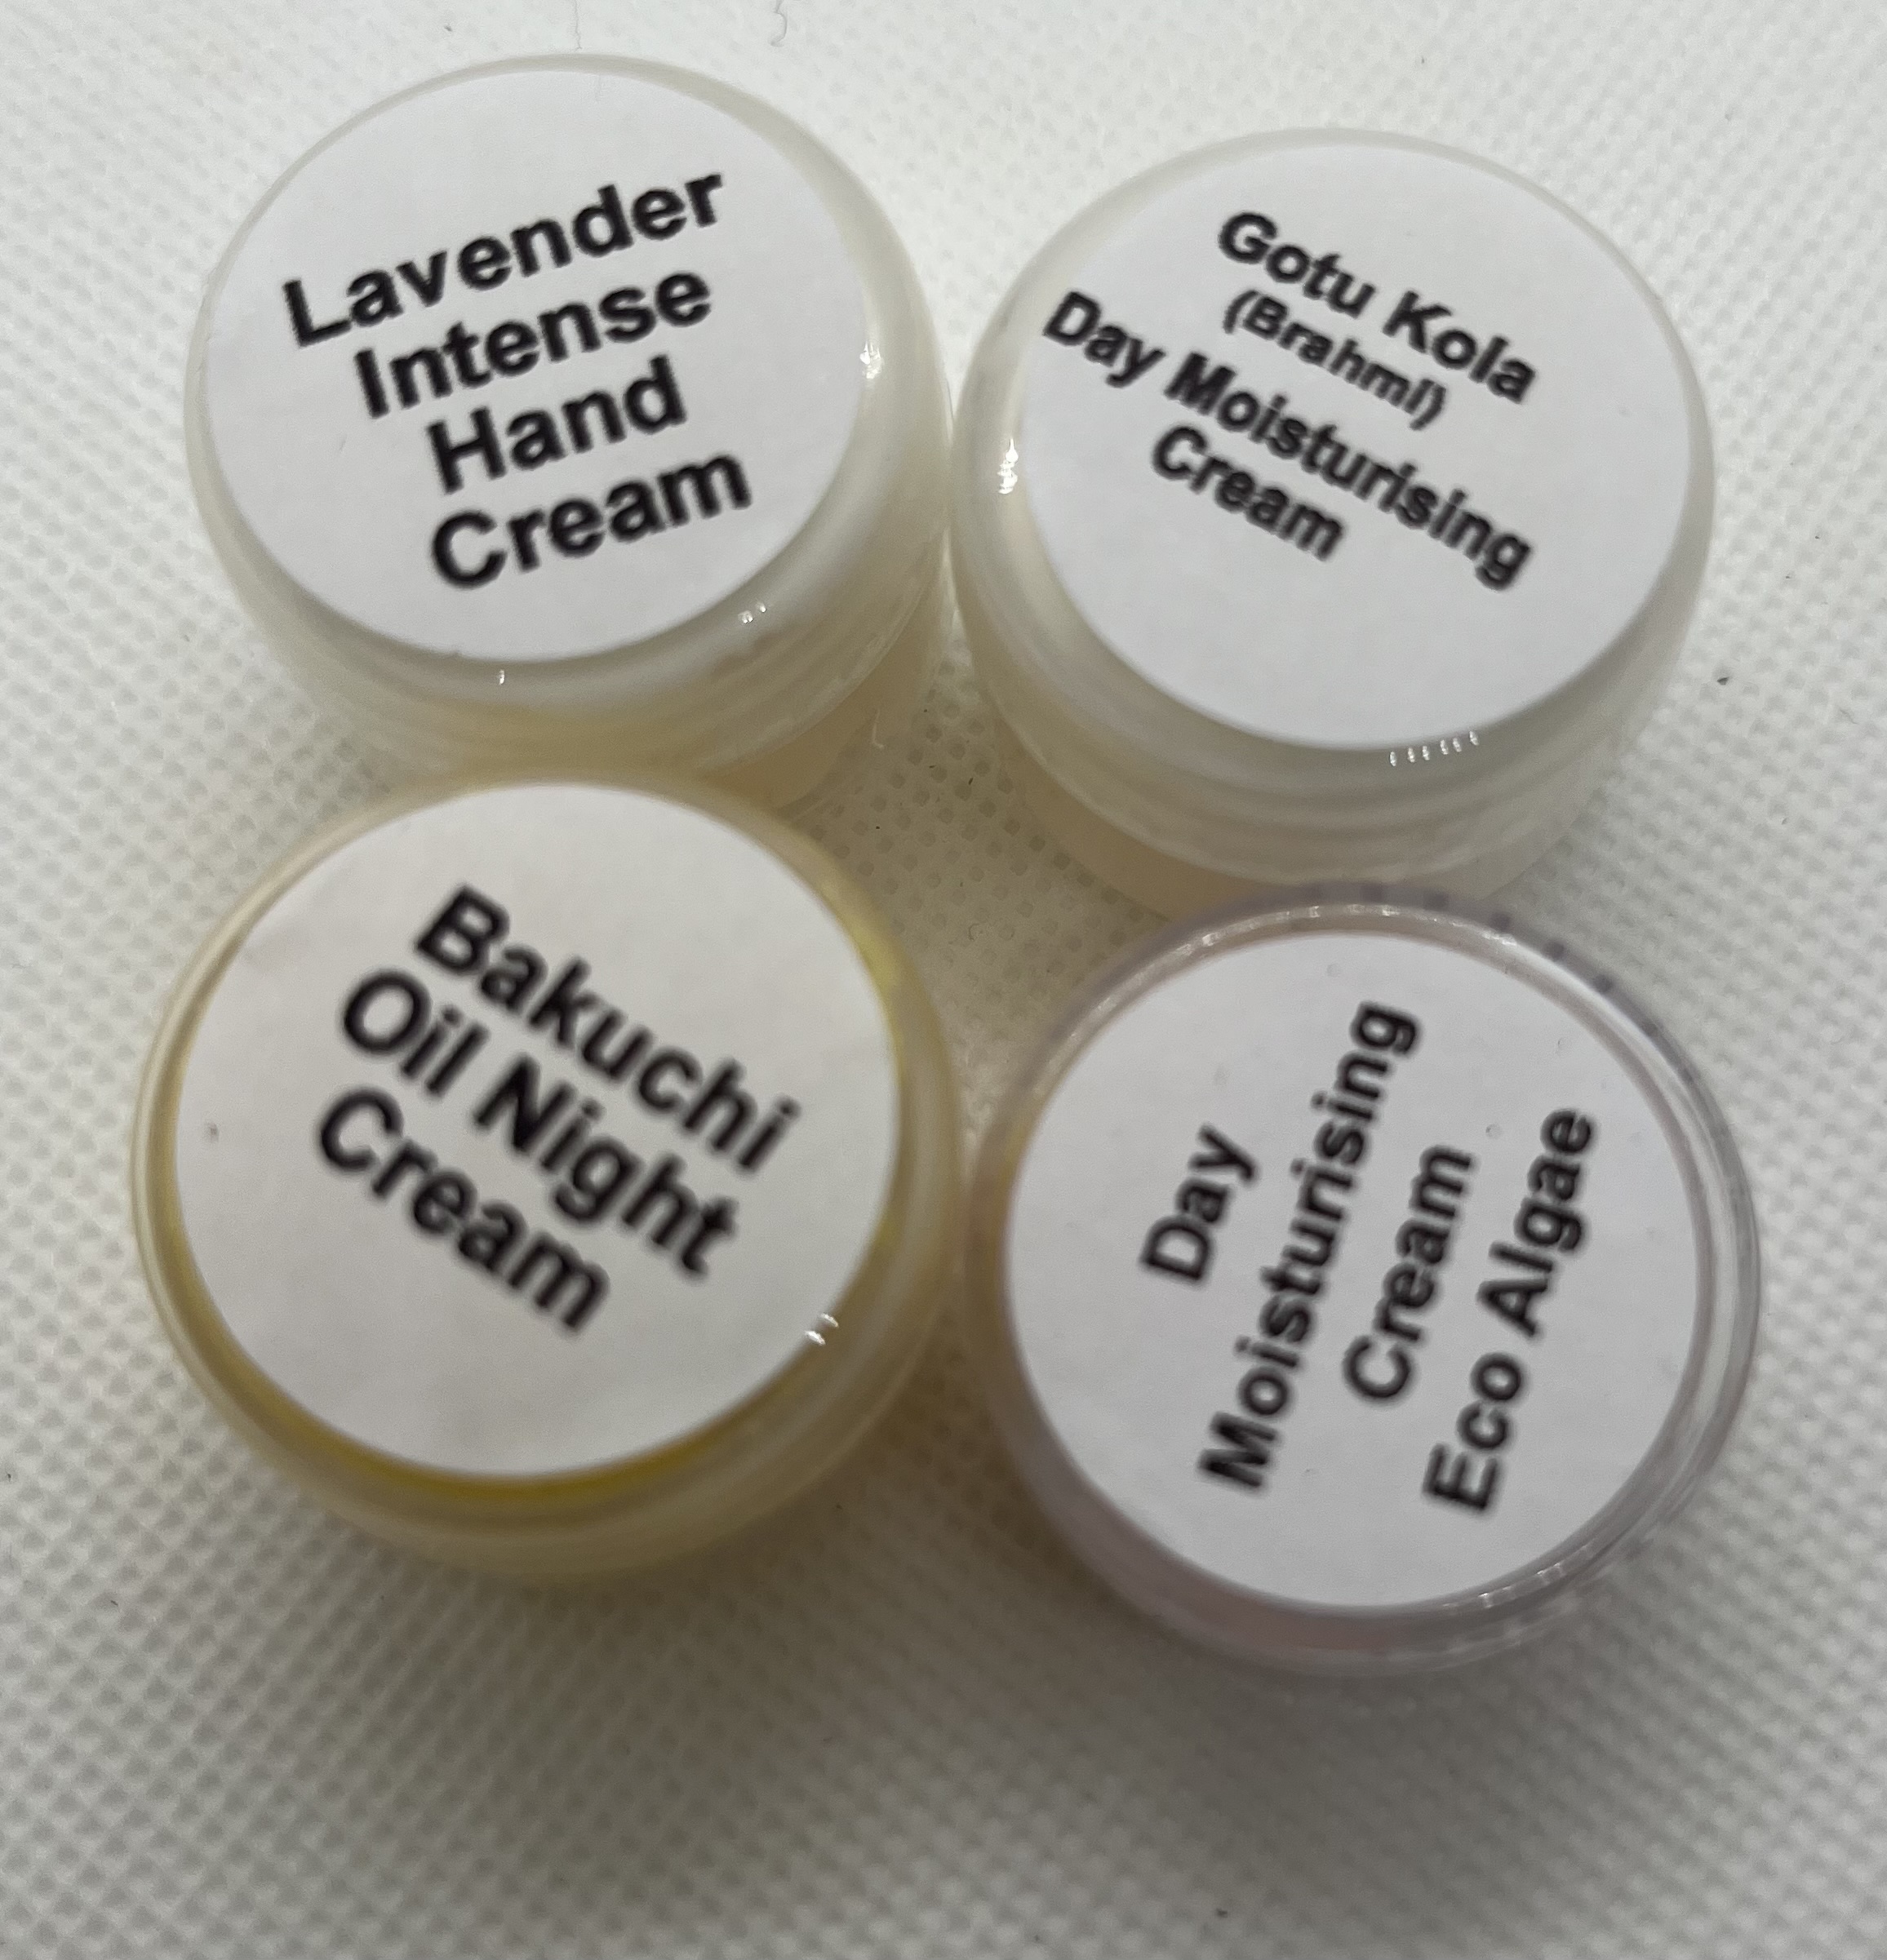 Lavender
Intense
Hand
Cream
Gotu Kola
(Brahmi)
Day Moisturising
Cream
Bakuchi
Oil Night
Cream
Day
Moisturising
Cream
Eco Algae